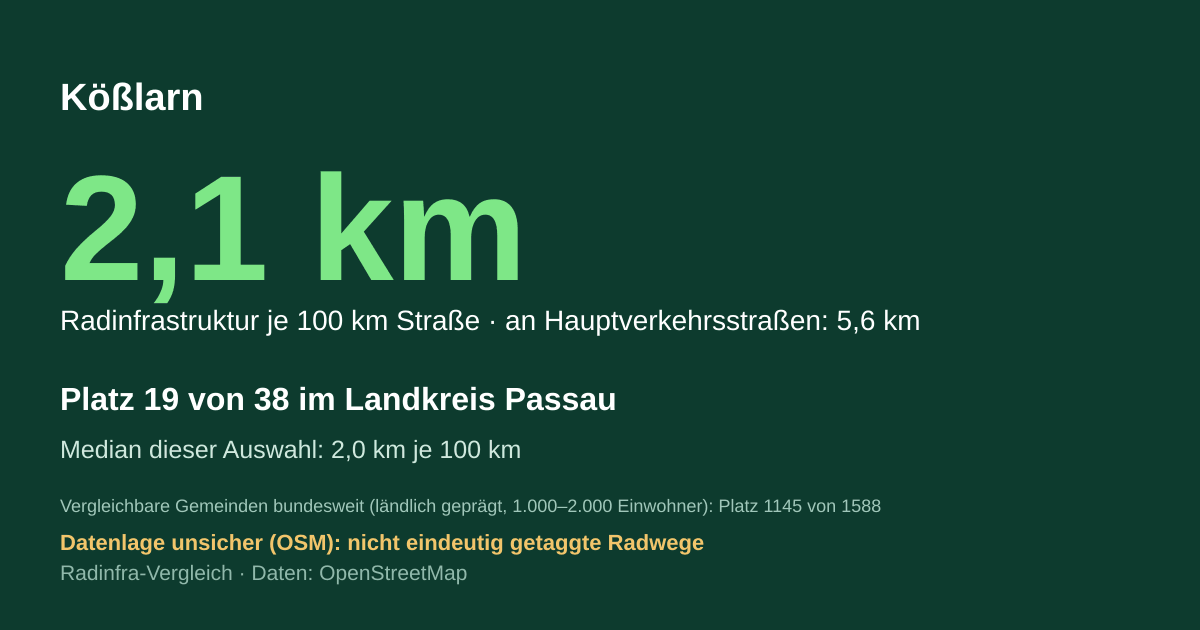 Kößlarn
2,1 km
Radinfrastruktur je 100 km Straße · an Hauptverkehrsstraßen: 5,6 km
Platz 19 von 38 im Landkreis Passau
Median dieser Auswahl: 2,0 km je 100 km
Vergleichbare Gemeinden bundesweit (ländlich geprägt, 1.000–2.000 Einwohner): Platz 1145 von 1588
Datenlage unsicher (OSM): nicht eindeutig getaggte Radwege
Radinfra-Vergleich · Daten: OpenStreetMap